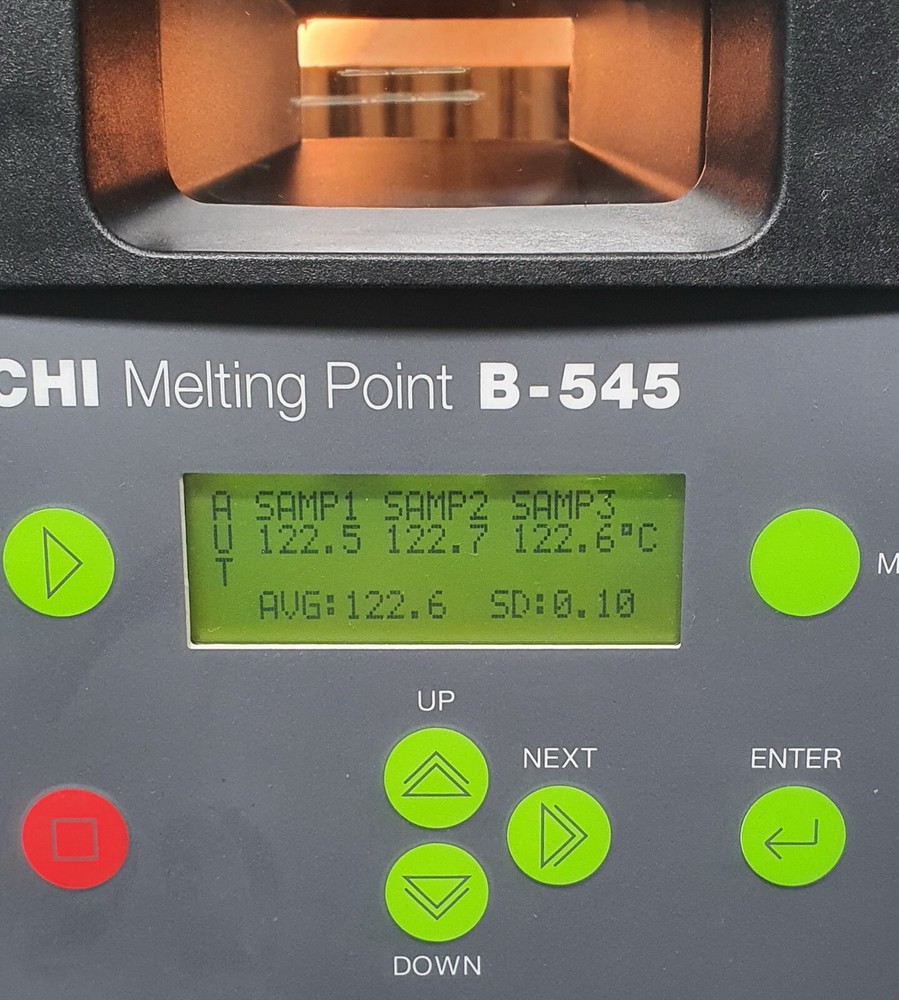 CHI Melting Point B-545
A SAMP1 SAMP2 SAMP3
U 122.5 122.7 122.6°C
T
AVG:122.6 SD:0.10
M
UP
NEXT
ENTER
DOWN